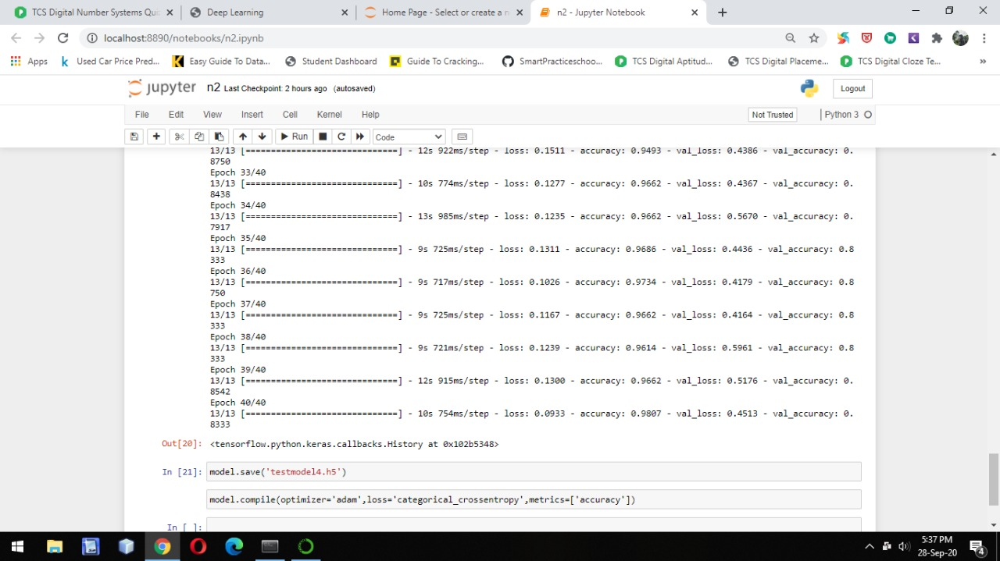 TCS Digital Number Systems Quic
Deep Learning
Home Page - Select or create a n
n2 - Jupyter Notebook
localhost:8890/notebooks/n2.ipynb
Apps
Used Car Price Pred...
Easy Guide To Data...
Student Dashboard
Guide To Cracking...
SmartPracticeschoo...
TCS Digital Aptitud...
TCS Digital Placeme...
TCS Digital Cloze Te...
»
jupyter n2 Last Checkpoint: 2 hours ago (autosaved)
Logout
File Edit View Insert Cell Kernel Help
Not Trusted
Python 3
Run
Code
13/13 [==============================] - 12s 922ms/step - loss: 0.1511 - accuracy: 0.9493 - val_loss: 0.4386 - val_accuracy: 0.
8750
Epoch 33/40
13/13 [==============================] - 10s 774ms/step - loss: 0.1277 - accuracy: 0.9662 - val_loss: 0.4367 - val_accuracy: 0.
8438
Epoch 34/40
13/13 [==============================] - 13s 985ms/step - loss: 0.1235 - accuracy: 0.9662 - val_loss: 0.5670 - val_accuracy: 0.
7917
Epoch 35/40
13/13 [==============================] - 9s 725ms/step - loss: 0.1311 - accuracy: 0.9686 - val_loss: 0.4436 - val_accuracy: 0.8
333
Epoch 36/40
13/13 [==============================] - 9s 717ms/step - loss: 0.1026 - accuracy: 0.9734 - val_loss: 0.4179 - val_accuracy: 0.8
750
Epoch 37/40
13/13 [==============================] - 9s 725ms/step - loss: 0.1167 - accuracy: 0.9662 - val_loss: 0.4164 - val_accuracy: 0.8
333
Epoch 38/40
13/13 [==============================] - 9s 721ms/step - loss: 0.1239 - accuracy: 0.9614 - val_loss: 0.5961 - val_accuracy: 0.8
333
Epoch 39/40
13/13 [==============================] - 12s 915ms/step - loss: 0.1300 - accuracy: 0.9662 - val_loss: 0.5176 - val_accuracy: 0.
8542
Epoch 40/40
13/13 [==============================] - 10s 754ms/step - loss: 0.0933 - accuracy: 0.9807 - val_loss: 0.4513 - val_accuracy: 0.
8333
Out[20]: <tensorflow.python.keras.callbacks.History at 0x102b5348>
In [21]: model.save('testmodel4.h5')
model.compile(optimizer='adam',loss='categorical_crossentropy',metrics=['accuracy'])
In [ ]:
5:37 PM
28-Sep-20
4